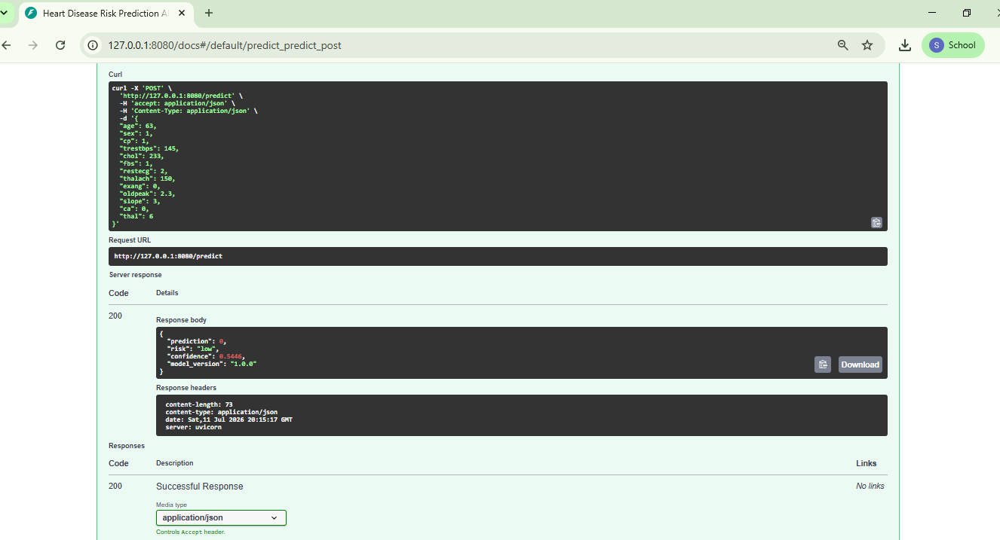 Heart Disease Risk Prediction A
127.0.0.1:8080/docs#/default/predict_predict_post
S
School
Curl
curl -X 'POST' \
'http://127.0.0.1:8080/predict' \
-H 'accept: application/json' \
-H 'Content-Type: application/json' \
-d '{
"age": 63,
"sex": 1,
"cp": 1,
"trestbps": 145,
"chol": 233,
"fbs": 1,
"restecg": 2,
"thalach": 150,
"exang": 0,
"oldpeak": 2.3,
"slope": 3,
"ca": 0,
"thal": 6
}'
Request URL
http://127.0.0.1:8080/predict
Server response
Code Details
200
Response body
{
"prediction": 0,
"risk": "low",
"confidence": 0.5446,
"model_version": "1.0.0"
}
Download
Response headers
content-length: 73
content-type: application/json
date: Sat,11 Jul 2026 20:15:17 GMT
server: uvicorn
Responses
Code Description Links
200 Successful Response No links
Media type
application/json
Controls Accept header.